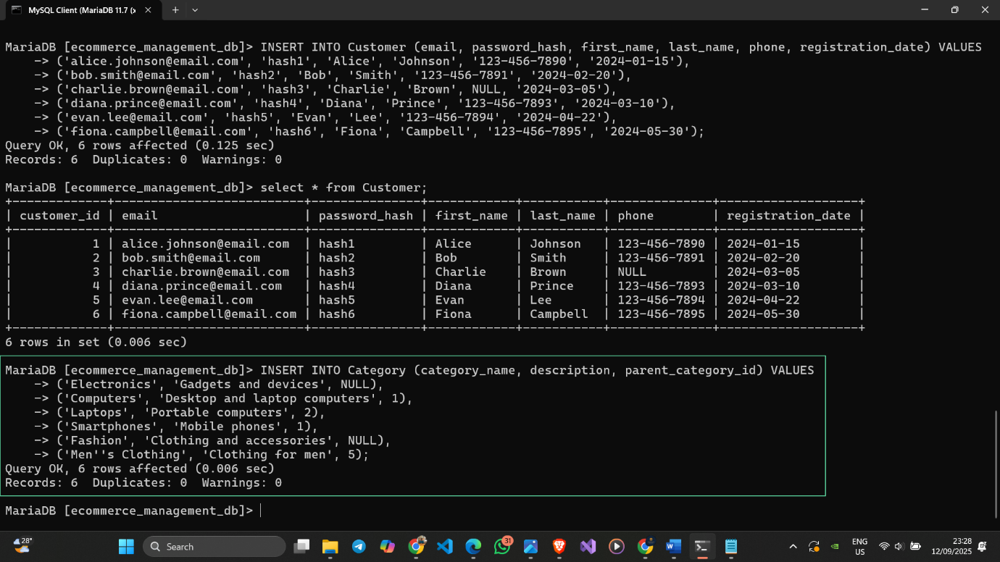 MySQL Client (MariaDB 11.7 (x
MariaDB [ecommerce_management_db]> INSERT INTO Customer (email, password_hash, first_name, last_name, phone, registration_date) VALUES
    -> ('alice.johnson@email.com', 'hash1', 'Alice', 'Johnson', '123-456-7890', '2024-01-15'),
    -> ('bob.smith@email.com', 'hash2', 'Bob', 'Smith', '123-456-7891', '2024-02-20'),
    -> ('charlie.brown@email.com', 'hash3', 'Charlie', 'Brown', NULL, '2024-03-05'),
    -> ('diana.prince@email.com', 'hash4', 'Diana', 'Prince', '123-456-7893', '2024-03-10'),
    -> ('evan.lee@email.com', 'hash5', 'Evan', 'Lee', '123-456-7894', '2024-04-22'),
    -> ('fiona.campbell@email.com', 'hash6', 'Fiona', 'Campbell', '123-456-7895', '2024-05-30');
Query OK, 6 rows affected (0.125 sec)
Records: 6  Duplicates: 0  Warnings: 0
MariaDB [ecommerce_management_db]> select * from Customer;
+-------------+--------------------------+---------------+------------+-----------+--------------+-------------------+
| customer_id | email                    | password_hash | first_name | last_name | phone        | registration_date |
+-------------+--------------------------+---------------+------------+-----------+--------------+-------------------+
|           1 | alice.johnson@email.com  | hash1         | Alice      | Johnson   | 123-456-7890 | 2024-01-15        |
|           2 | bob.smith@email.com      | hash2         | Bob        | Smith     | 123-456-7891 | 2024-02-20        |
|           3 | charlie.brown@email.com  | hash3         | Charlie    | Brown     | NULL         | 2024-03-05        |
|           4 | diana.prince@email.com   | hash4         | Diana      | Prince    | 123-456-7893 | 2024-03-10        |
|           5 | evan.lee@email.com       | hash5         | Evan       | Lee       | 123-456-7894 | 2024-04-22        |
|           6 | fiona.campbell@email.com | hash6         | Fiona      | Campbell  | 123-456-7895 | 2024-05-30        |
+-------------+--------------------------+---------------+------------+-----------+--------------+-------------------+
6 rows in set (0.006 sec)
MariaDB [ecommerce_management_db]> INSERT INTO Category (category_name, description, parent_category_id) VALUES
    -> ('Electronics', 'Gadgets and devices', NULL),
    -> ('Computers', 'Desktop and laptop computers', 1),
    -> ('Laptops', 'Portable computers', 2),
    -> ('Smartphones', 'Mobile phones', 1),
    -> ('Fashion', 'Clothing and accessories', NULL),
    -> ('Men''s Clothing', 'Clothing for men', 5);
Query OK, 6 rows affected (0.006 sec)
Records: 6  Duplicates: 0  Warnings: 0
MariaDB [ecommerce_management_db]>
28°
Search
31
ENG
US
23:28
12/09/2025